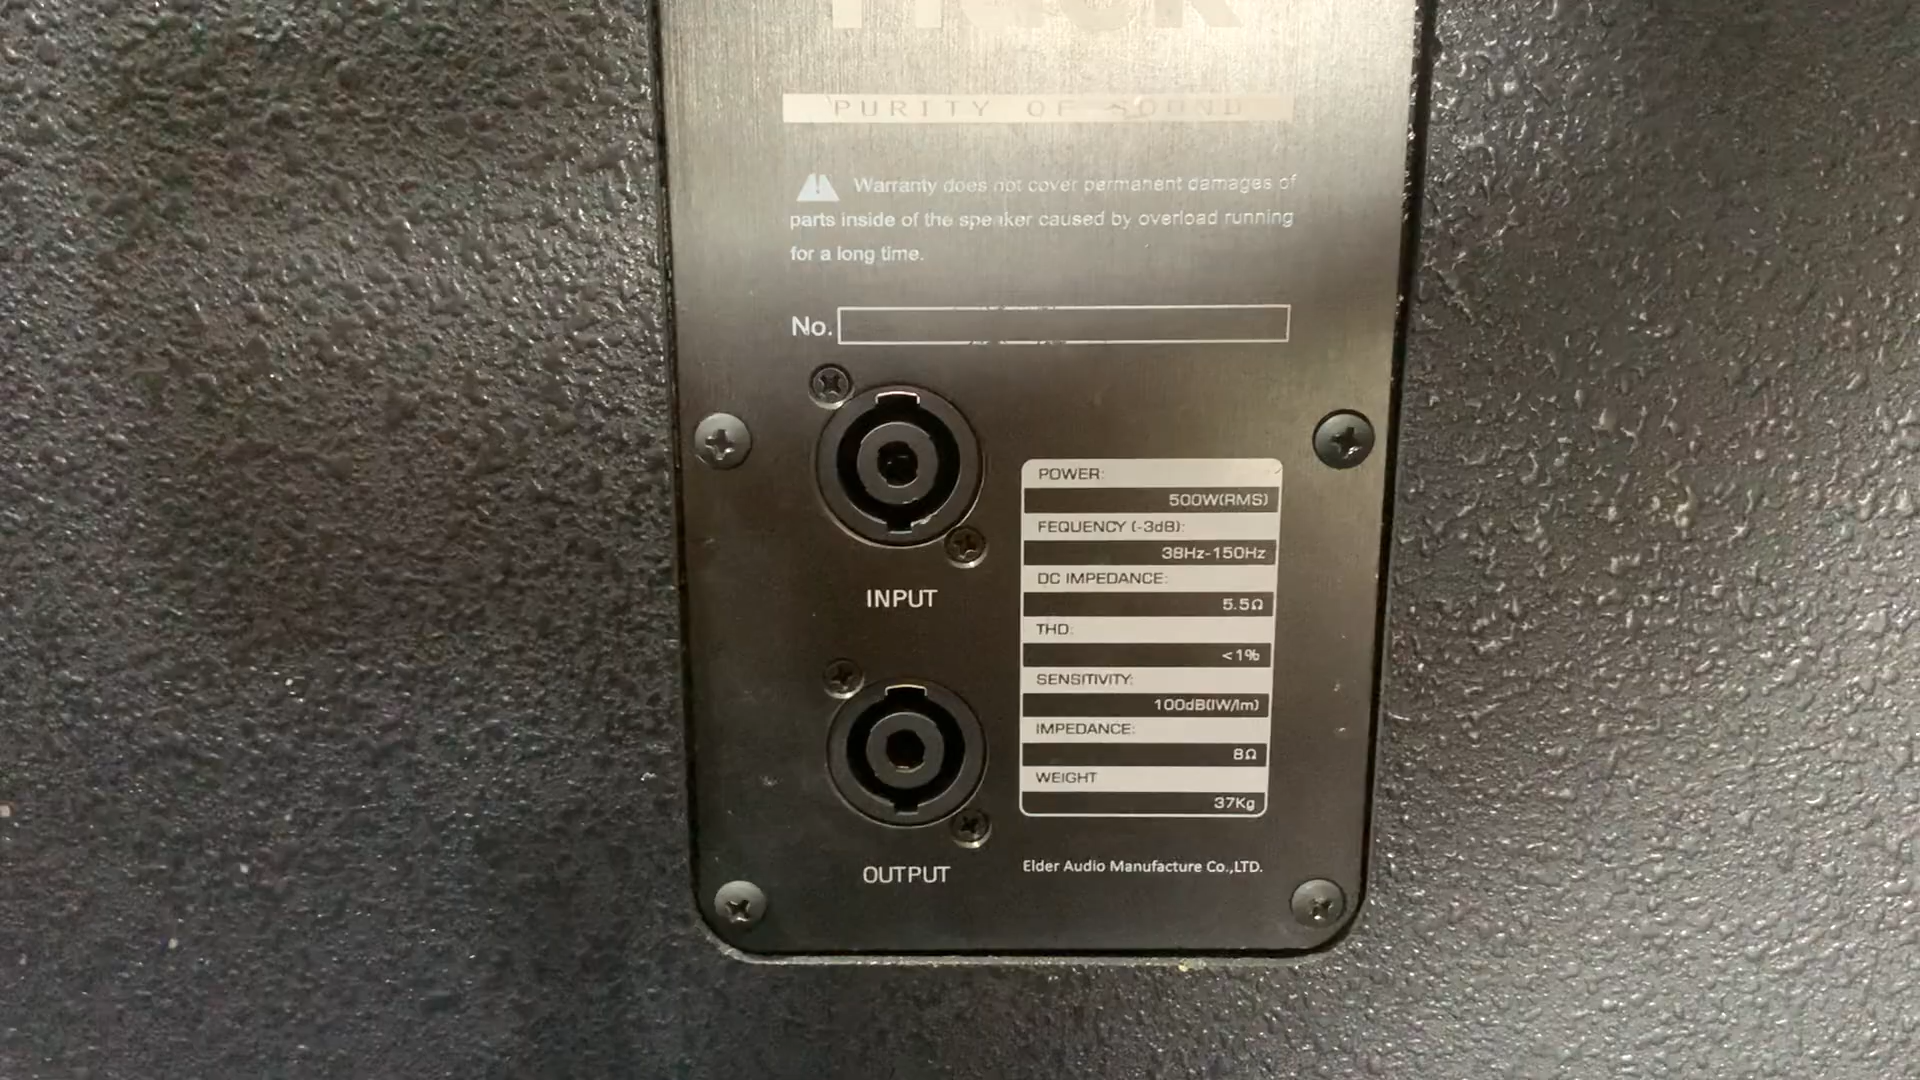 PURITY OF SOUND
Warranty does not cover permanent damages of
parts inside of the speaker caused by overload running
for a long time.
No.
INPUT
POWER:
500W(RMS)
FEQUENCY (-3dB):
38Hz-150Hz
DC IMPEDANCE:
5.5Ω
THD:
<1%
SENSITIVITY:
100dB(IW/Im)
IMPEDANCE:
8Ω
WEIGHT
37Kg
OUTPUT
Elder Audio Manufacture Co.,LTD.